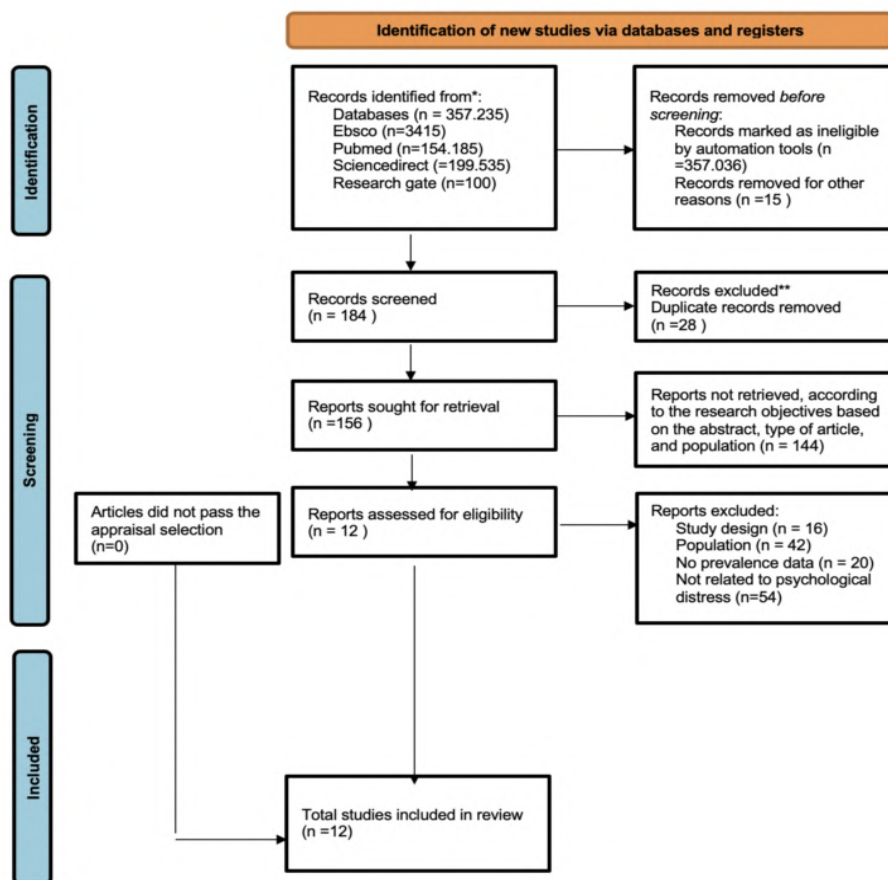 Identification of new studies via databases and registers
Identification
Records identified from*:
Databases (n = 357.235)
Ebsco (n=3415)
Pubmed (n=154.185)
Sciencedirect (=199.535)
Research gate (n=100)
Records removed before
screening:
Records marked as ineligible
by automation tools (n
=357.036)
Records removed for other
reasons (n =15 )
Screening
Records screened
(n = 184 )
Records excluded**
Duplicate records removed
(n =28 )
Reports sought for retrieval
(n =156 )
Reports not retrieved, according
to the research objectives based
on the abstract, type of article,
and population (n = 144)
Articles did not pass the
appraisal selection
(n=0)
Reports assessed for eligibility
(n = 12 )
Reports excluded:
Study design (n = 16)
Population (n = 42)
No prevalence data (n = 20)
Not related to psychological
distress (n=54)
Included
Total studies included in review
(n =12)